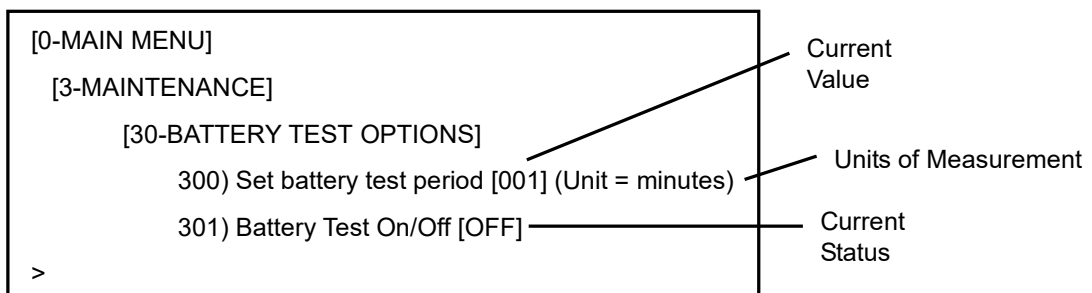 [0-MAIN MENU]
[3-MAINTENANCE]
[30-BATTERY TEST OPTIONS]
300) Set battery test period [001] (Unit = minutes)
301) Battery Test On/Off [OFF]
>
Current
Value
Units of Measurement
Current
Status